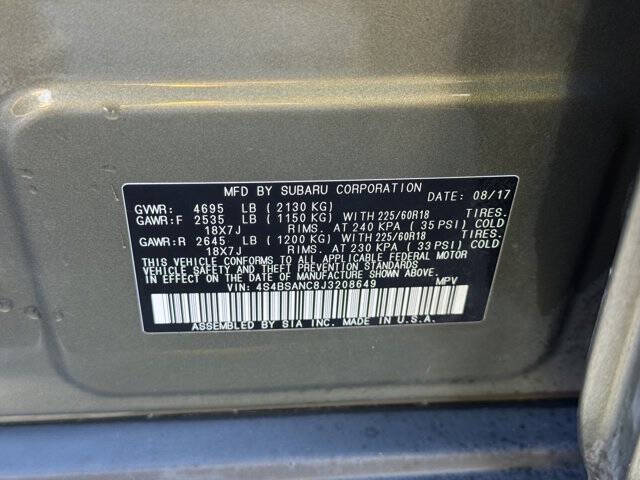 MFD BY SUBARU CORPORATION DATE: 08/17
GVWR: 4695 LB ( 2130 KG)
GAWR:F 2535 LB ( 1150 KG) WITH 225/60R18 TIRES.
18X7J RIMS. AT 240 KPA ( 35 PSI) COLD
GAWR:R 2645 LB ( 1200 KG) WITH 225/60R18 TIRES.
18X7J RIMS. AT 230 KPA ( 33 PSI) COLD
THIS VEHICLE CONFORMS TO ALL APPLICABLE FEDERAL MOTOR
VEHICLE SAFETY AND THEFT PREVENTION STANDARDS
IN EFFECT ON THE DATE OF MANUFACTURE SHOWN ABOVE.
VIN: 4S4BSANC8J3208649 MPV
ASSEMBLED BY SIA INC. MADE IN U.S.A.